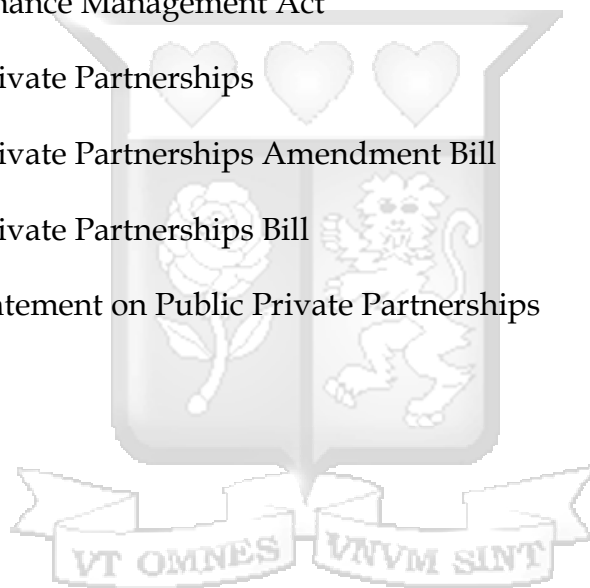 nance Management Act
ivate Partnerships
ivate Partnerships Amendment Bill
ivate Partnerships Bill
atement on Public Private Partnerships
VT OMNES VNVM SINT